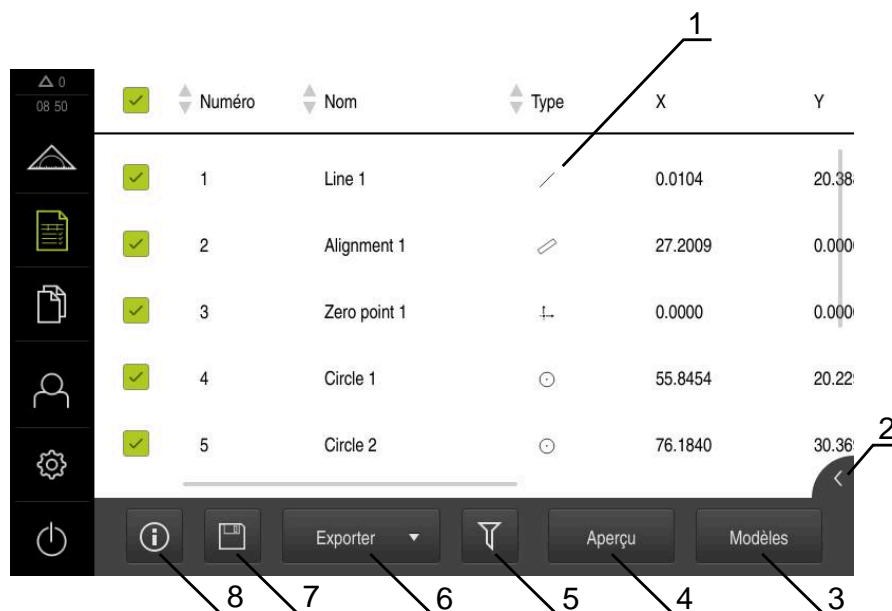 1
△ 0
08 50
Numéro Nom Type X Y
1 Line 1 0.0104
2 Alignment 1 27.2009
3 Zero point 1 0.0000
4 Circle 1 55.8454
5 Circle 2 76.1840
2
Exporter Aperçu Modèles
8 7 6 5 4 3